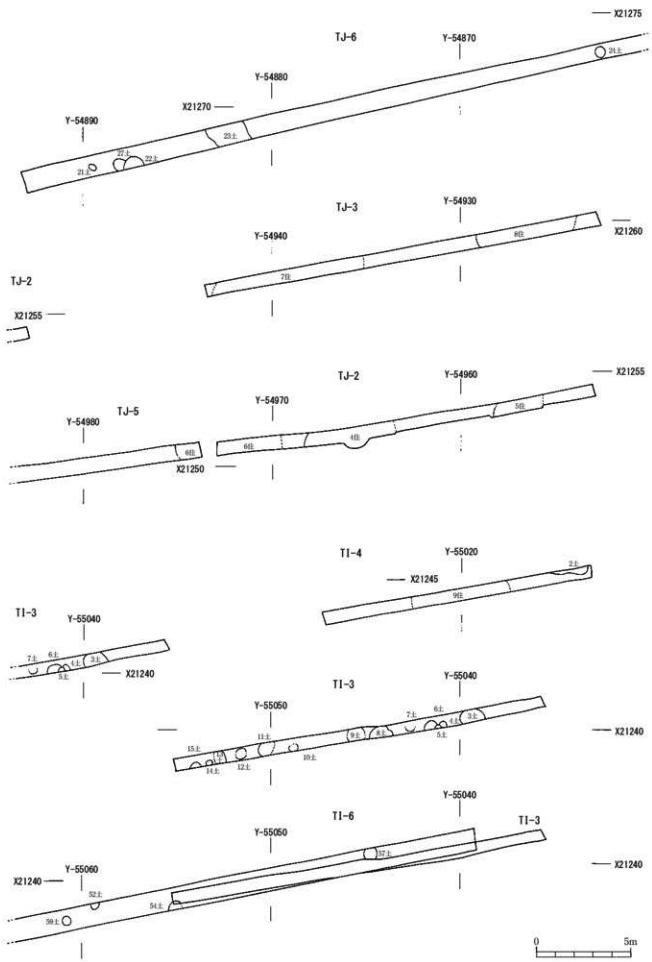 X21275
TJ-6
Y-54870
24土
Y-54880
X21270
Y-54890
23土
27土
22土
21土
TJ-3
Y-54930
Y-54940
8住
X21260
7住
TJ-2
X21255
TJ-2
Y-54960
X21255
TJ-5
Y-54970
Y-54980
5住
4住
6住
6住
X21250
TI-4
Y-55020
2土
X21245
9住
TI-3
Y-55040
7土
6土
4土
3土
5土
X21240
TI-3
Y-55040
Y-55050
7土
6土
4土
3土
5土
X21240
9土
8土
11土
10土
15土
13土
14土
12土
Y-55040
TI-6
TI-3
Y-55050
57土
X21240
Y-55060
X21240
52土
54土
59土
0
5m